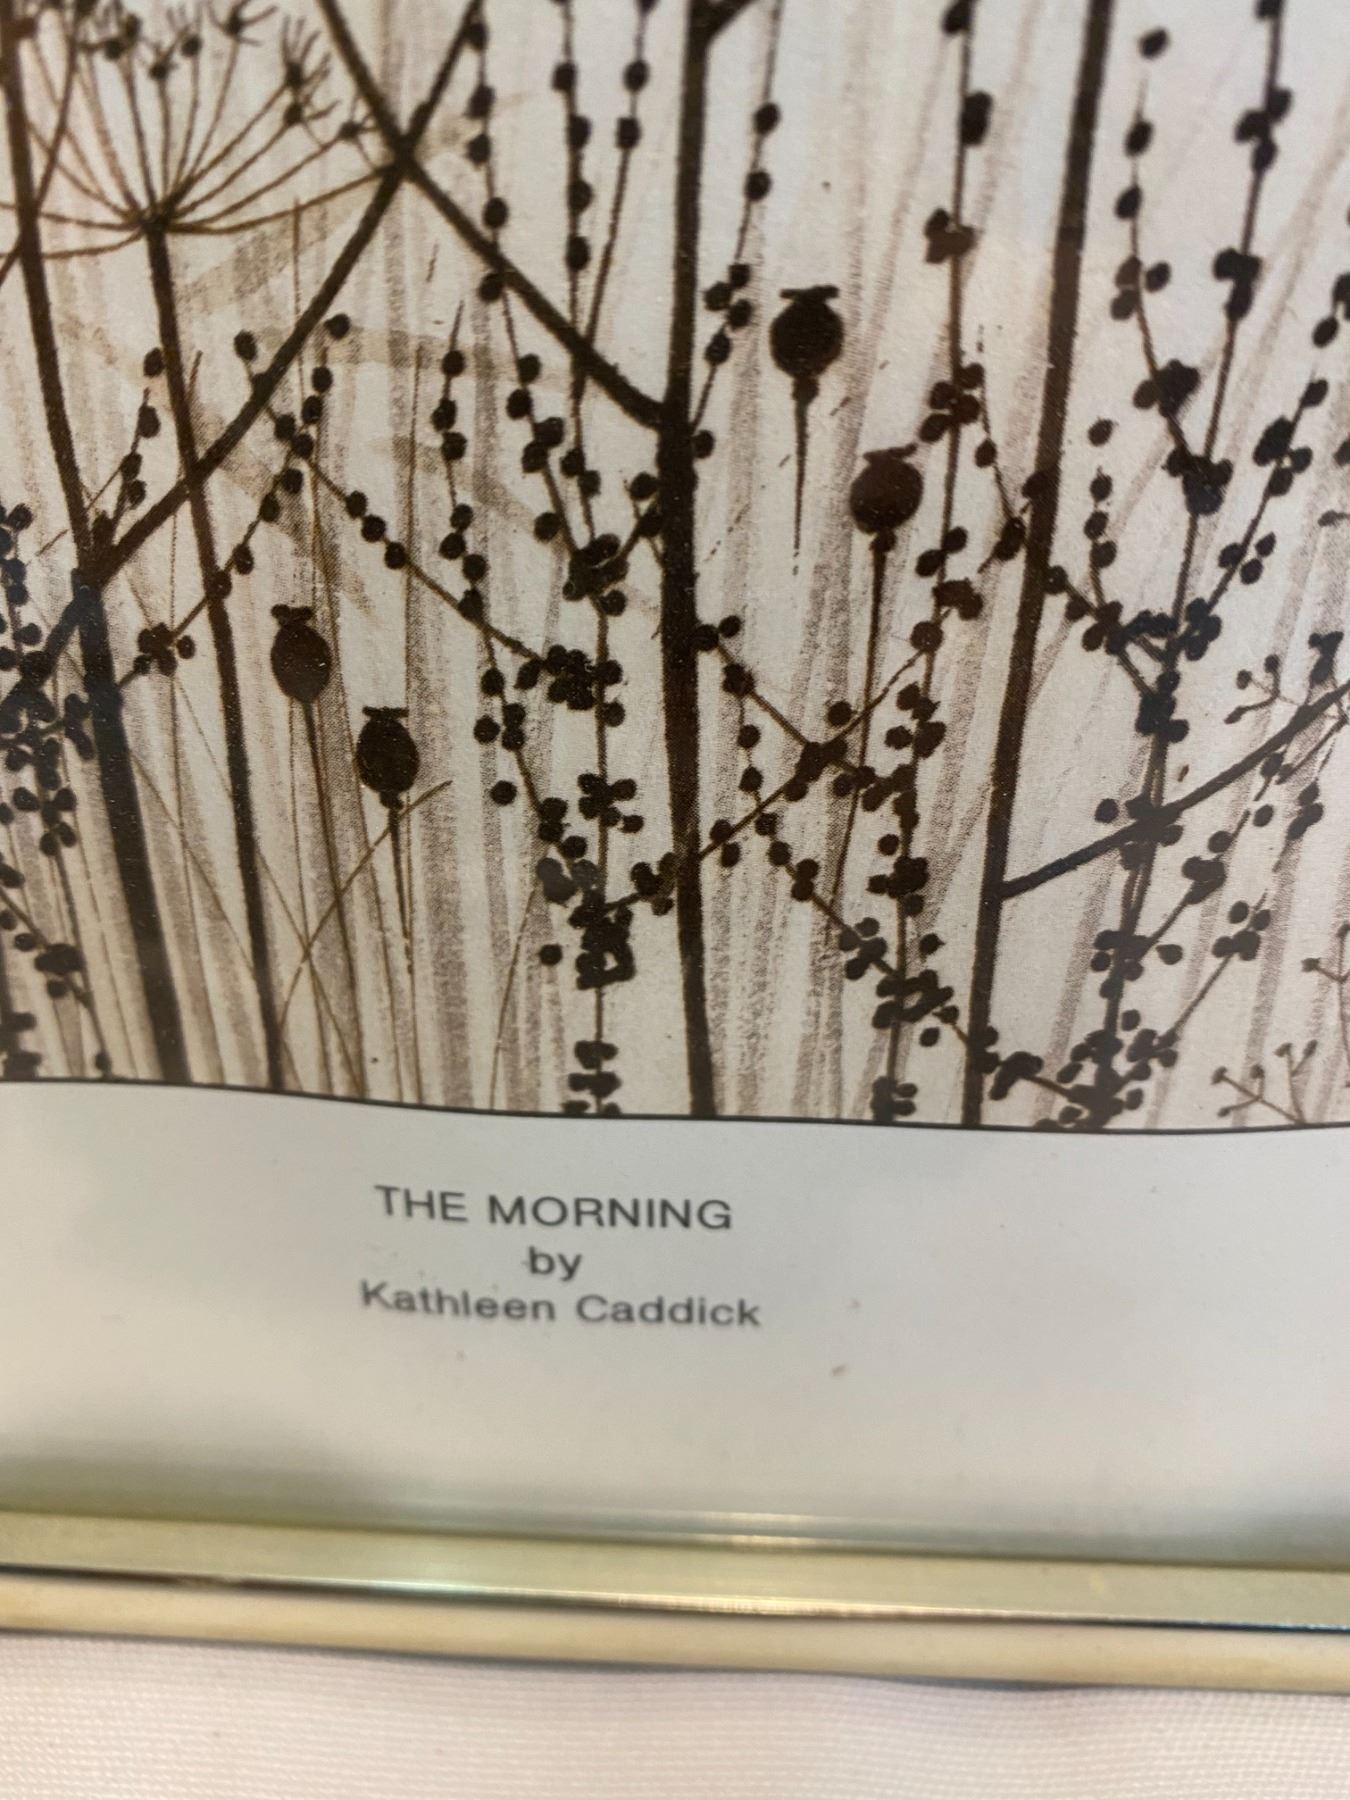 THE MORNING
by
Kathleen Caddick